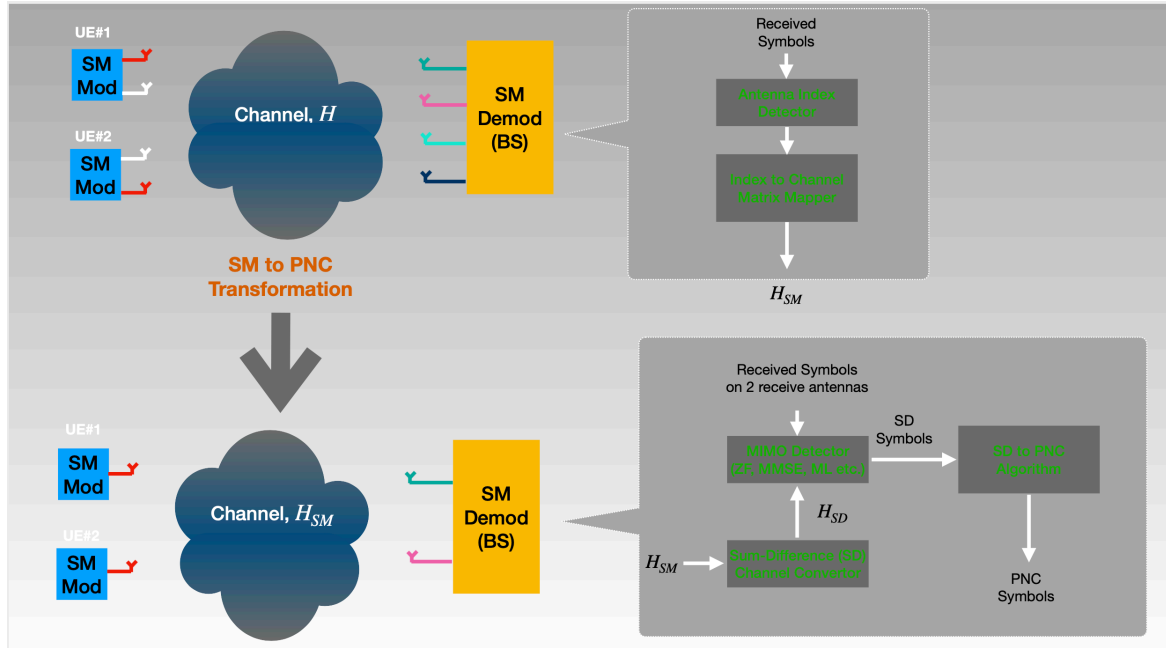 UE#1
SM
Mod
UE#2
SM
Mod
Channel, H
SM
Demod
(BS)
Received
Symbols
Antenna Index
Detector
Index to Channel
Matrix Mapper
H_SM
SM to PNC
Transformation
UE#1
SM
Mod
UE#2
SM
Mod
Channel, H_SM
SM
Demod
(BS)
Received Symbols
on 2 receive antennas
MIMO Detector
(ZF, MMSE, ML etc.)
SD
Symbols
SD to PNC
Algorithm
H_SD
H_SM
Sum-Difference (SD)
Channel Convertor
PNC
Symbols